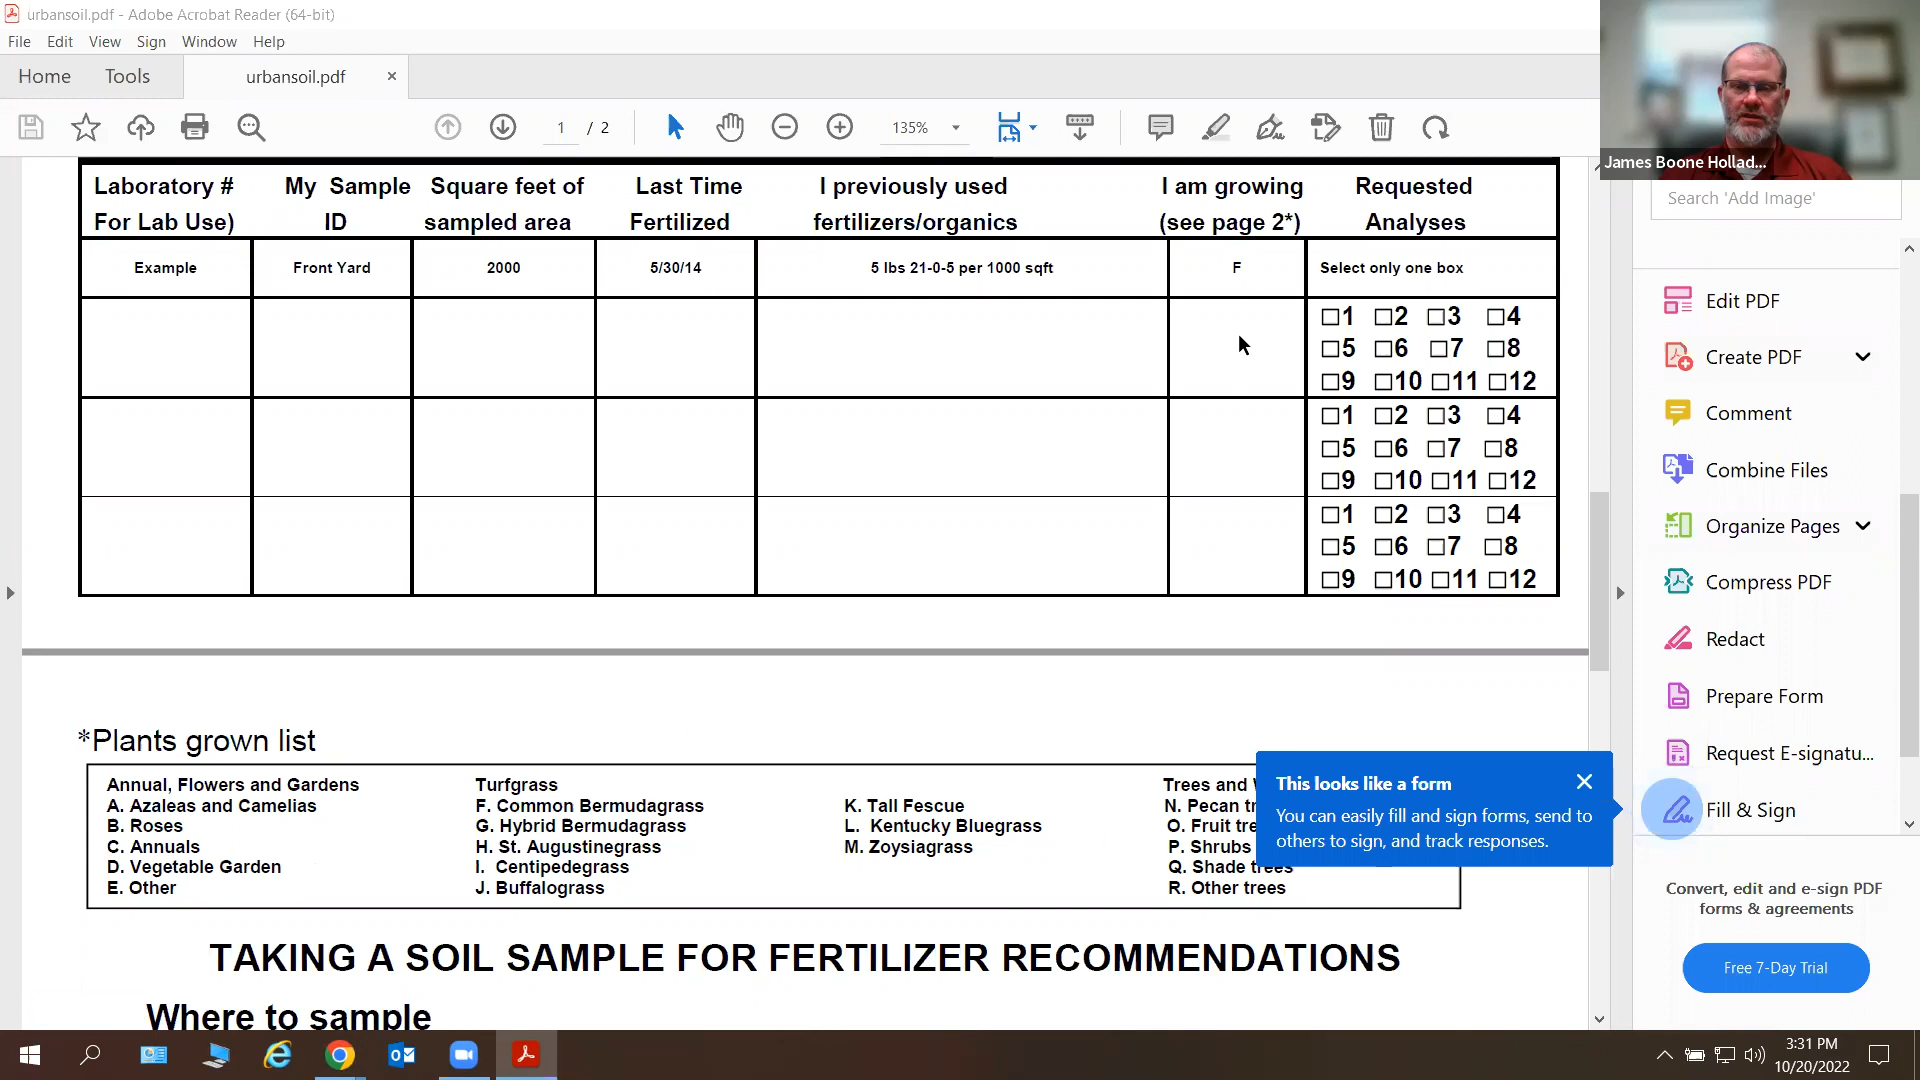 urbansoil.pdf - Adobe Acrobat Reader (64-bit)
File Edit View Sign Window Help
Home Tools urbansoil.pdf ×
1 / 2 135%
James Boone Hollad...
Search 'Add Image'
Laboratory # My Sample Square feet of Last Time I previously used I am growing Requested
For Lab Use) ID sampled area Fertilized fertilizers/organics (see page 2*) Analyses
Example Front Yard 2000 5/30/14 5 lbs 21-0-5 per 1000 sqft F Select only one box
☐1 ☐2 ☐3 ☐4
☐5 ☐6 ☐7 ☐8
☐9 ☐10 ☐11 ☐12
☐1 ☐2 ☐3 ☐4
☐5 ☐6 ☐7 ☐8
☐9 ☐10 ☐11 ☐12
☐1 ☐2 ☐3 ☐4
☐5 ☐6 ☐7 ☐8
☐9 ☐10 ☐11 ☐12
*Plants grown list
Annual, Flowers and Gardens
A. Azaleas and Camelias
B. Roses
C. Annuals
D. Vegetable Garden
E. Other
Turfgrass
F. Common Bermudagrass
G. Hybrid Bermudagrass
H. St. Augustinegrass
I. Centipedegrass
J. Buffalograss
K. Tall Fescue
L. Kentucky Bluegrass
M. Zoysiagrass
Trees and
N. Pecan
O. Fruit
P. Shrubs
Q. Shade trees
R. Other trees
This looks like a form
You can easily fill and sign forms, send to
others to sign, and track responses.
TAKING A SOIL SAMPLE FOR FERTILIZER RECOMMENDATIONS
Where to sample
Edit PDF
Create PDF
Comment
Combine Files
Organize Pages
Compress PDF
Redact
Prepare Form
Request E-signatu...
Fill & Sign
Convert, edit and e-sign PDF
forms & agreements
Free 7-Day Trial
3:31 PM
10/20/2022